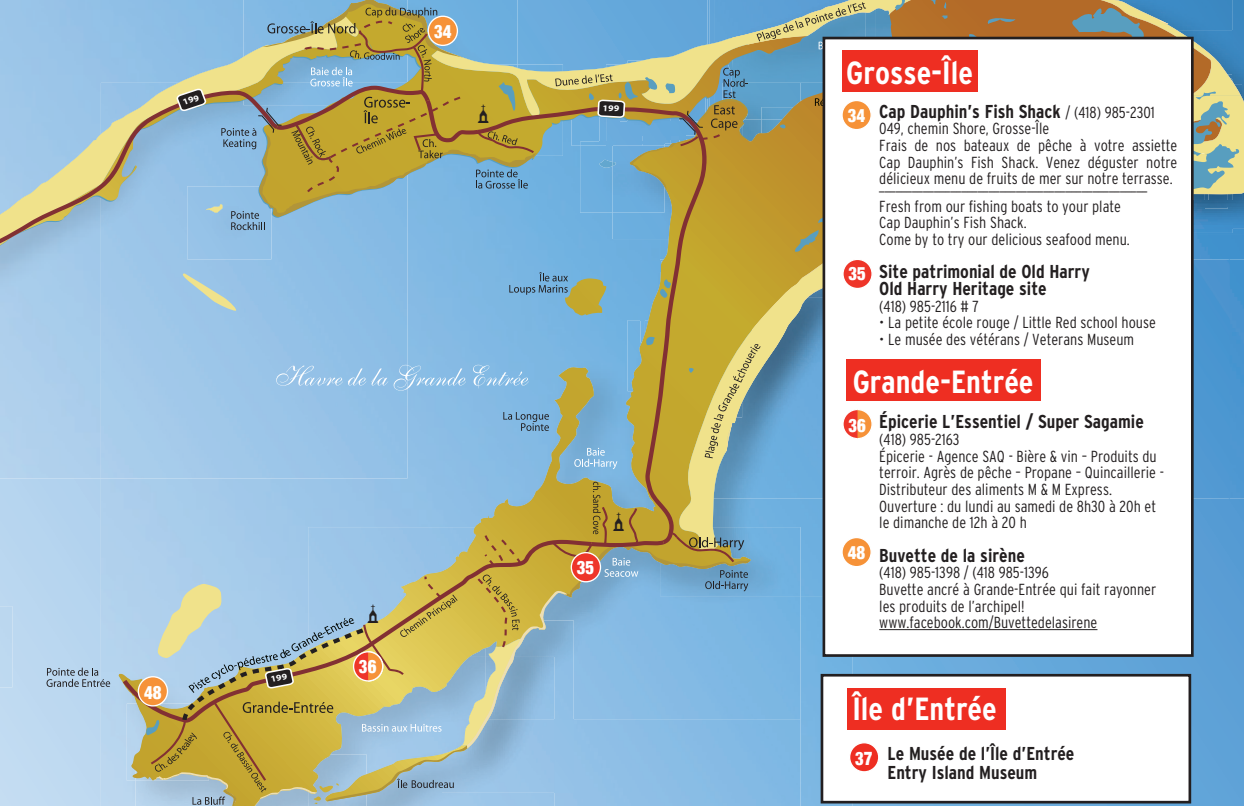 Cap du Dauphin
Grosse-Île Nord
34
Ch. Shore
Ch. Goodwin
Ch. North
Baie de la
Grosse Île
199
Grosse-
Île
Pointe à
Keating
Ch. Rock
Mountain
Chemin Wide
Ch.
Taker
Ch. Red
Pointe de
la Grosse Île
Pointe
Rockhill
Dune de l'Est
199
Plage de la Pointe de l'Est
Cap
Nord-
Est
East
Cape
Île aux
Loups Marins
Havre de la Grande Entrée
Plage de la Grande Échouerie
La Longue
Pointe
Baie
Old-Harry
ch. Sand Cove
Old-Harry
Pointe
Old-Harry
35
Baie
Seacow
Ch. du Bassin Est
Chemin Principal
Piste cyclo-pédestre de Grande-Entrée
36
199
Pointe de la
Grande Entrée
48
Grande-Entrée
Ch. des Pealey
Ch. du Bassin Ouest
Bassin aux Huîtres
Île Boudreau
La Bluff
Grosse-Île
34 Cap Dauphin's Fish Shack / (418) 985-2301
049, chemin Shore, Grosse-Île
Frais de nos bateaux de pêche à votre assiette
Cap Dauphin's Fish Shack. Venez déguster notre
délicieux menu de fruits de mer sur notre terrasse.
Fresh from our fishing boats to your plate
Cap Dauphin's Fish Shack.
Come by to try our delicious seafood menu.
35 Site patrimonial de Old Harry
Old Harry Heritage site
(418) 985-2116 # 7
• La petite école rouge / Little Red school house
• Le musée des vétérans / Veterans Museum
Grande-Entrée
36 Épicerie L'Essentiel / Super Sagamie
(418) 985-2163
Épicerie - Agence SAQ - Bière & vin - Produits du
terroir. Agrès de pêche - Propane - Quincaillerie -
Distributeur des aliments M & M Express.
Ouverture : du lundi au samedi de 8h30 à 20h et
le dimanche de 12h à 20 h
48 Buvette de la sirène
(418) 985-1398 / (418 985-1396
Buvette ancré à Grande-Entrée qui fait rayonner
les produits de l'archipel!
www.facebook.com/Buvettedelasirene
Île d'Entrée
37 Le Musée de l'Île d'Entrée
Entry Island Museum